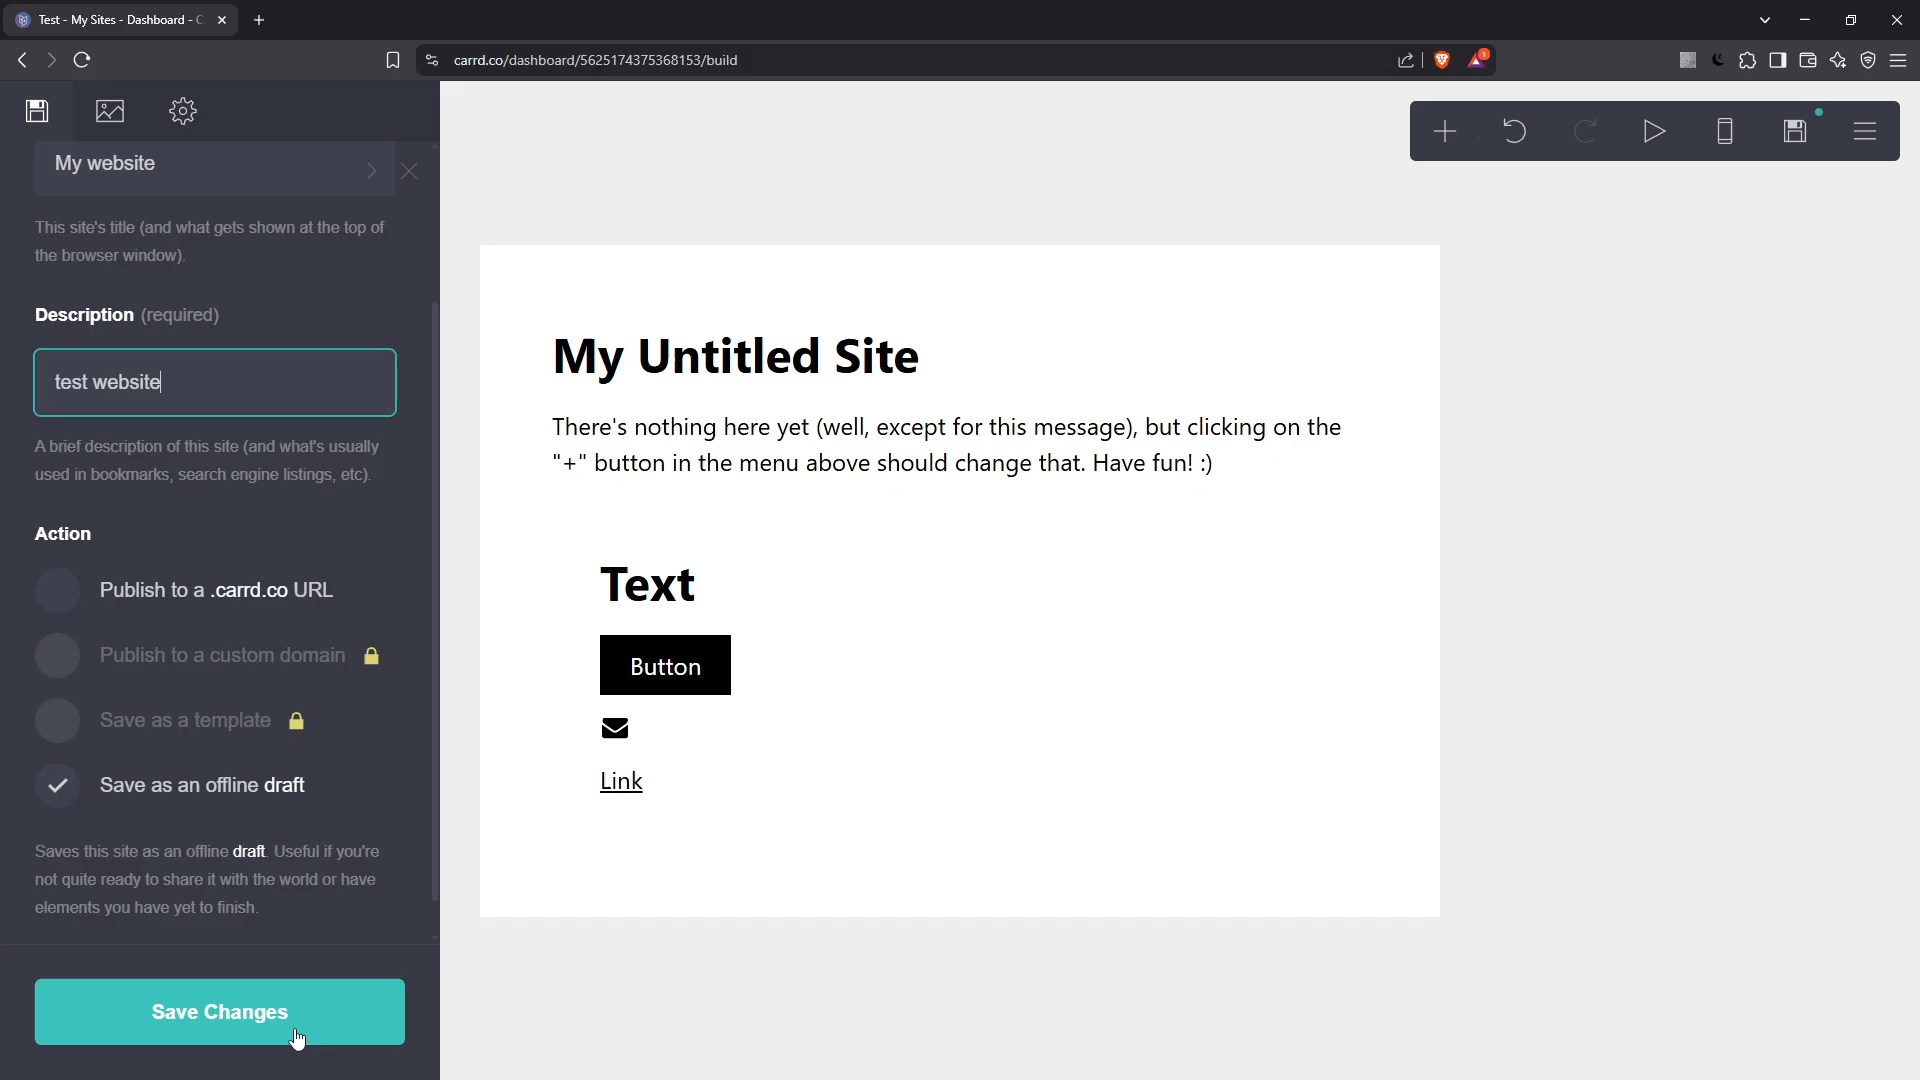 Test - My Sites - Dashboard - C
carrd.co/dashboard/5625174375368153/build
My website
This site's title (and what gets shown at the top of
the browser window).
Description (required)
test website
A brief description of this site (and what's usually
used in bookmarks, search engine listings, etc).
Action
Publish to a .carrd.co URL
Publish to a custom domain
Save as a template
Save as an offline draft
Saves this site as an offline draft. Useful if you're
not quite ready to share it with the world or have
elements you have yet to finish.
Save Changes
My Untitled Site
There's nothing here yet (well, except for this message), but clicking on the
"+" button in the menu above should change that. Have fun! :)
Text
Button
Link